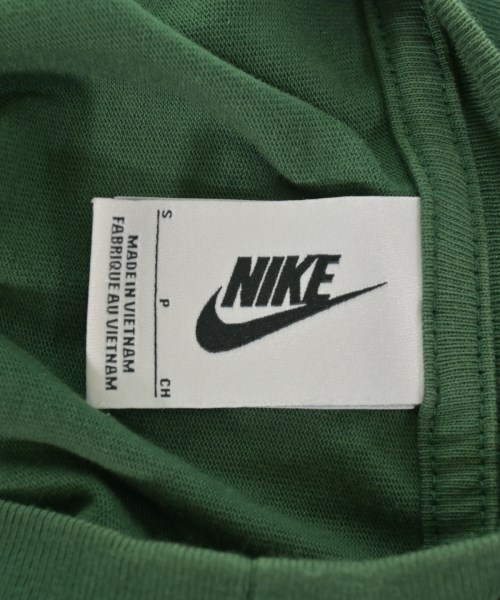 NIKE
S P CH
MADE IN VIETNAM
FABRIQUE AU VIETNAM